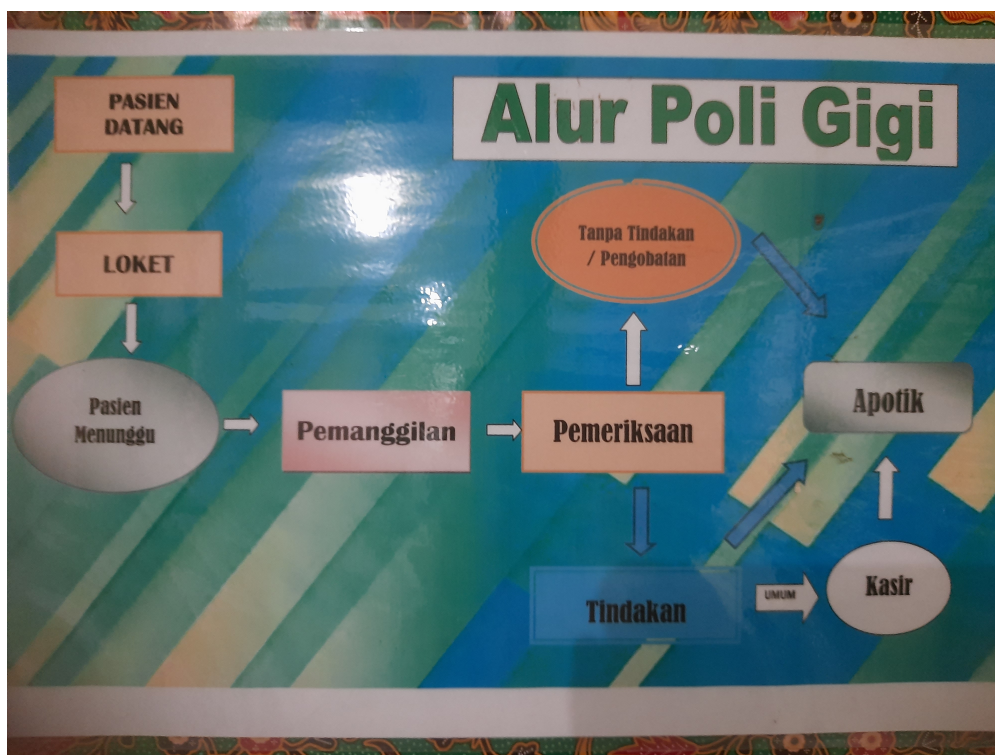 Alur Poli Gigi
PASIEN
DATANG
LOKET
Pasien
Menunggu
Pemanggilan
Pemeriksaan
Tanpa Tindakan
/ Pengobatan
Tindakan
UMUM
Kasir
Apotik